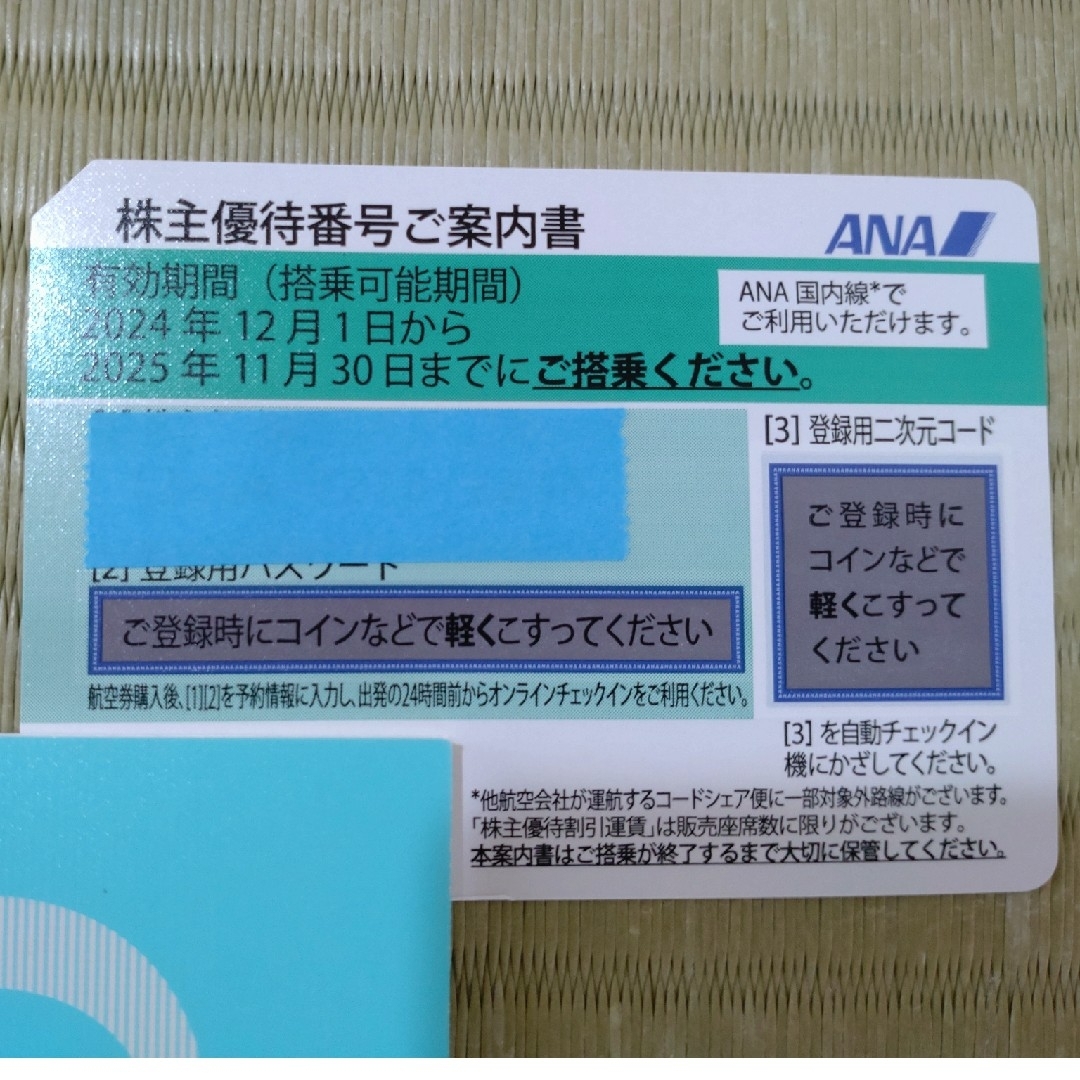 株主優待番号ご案内書
ANA
有効期間（搭乗可能期間）
2024年12月1日から
2025年11月30日までにご搭乗ください。
ANA国内線*で
ご利用いただけます。
[2] 登録用パスワード
ご登録時にコインなどで軽くこすってください
航空券購入後、[1][2]を予約情報に入力し、出発の24時間前からオンラインチェックインをご利用ください。
[3] 登録用二次元コード
ご登録時に
コインなどで
軽くこすって
ください
[3] を自動チェックイン
機にかざしてください。
*他航空会社が運航するコードシェア便に一部対象外路線がございます。
「株主優待割引運賃」は販売座席数に限りがございます。
本案内書はご搭乗が終了するまで大切に保管してください。